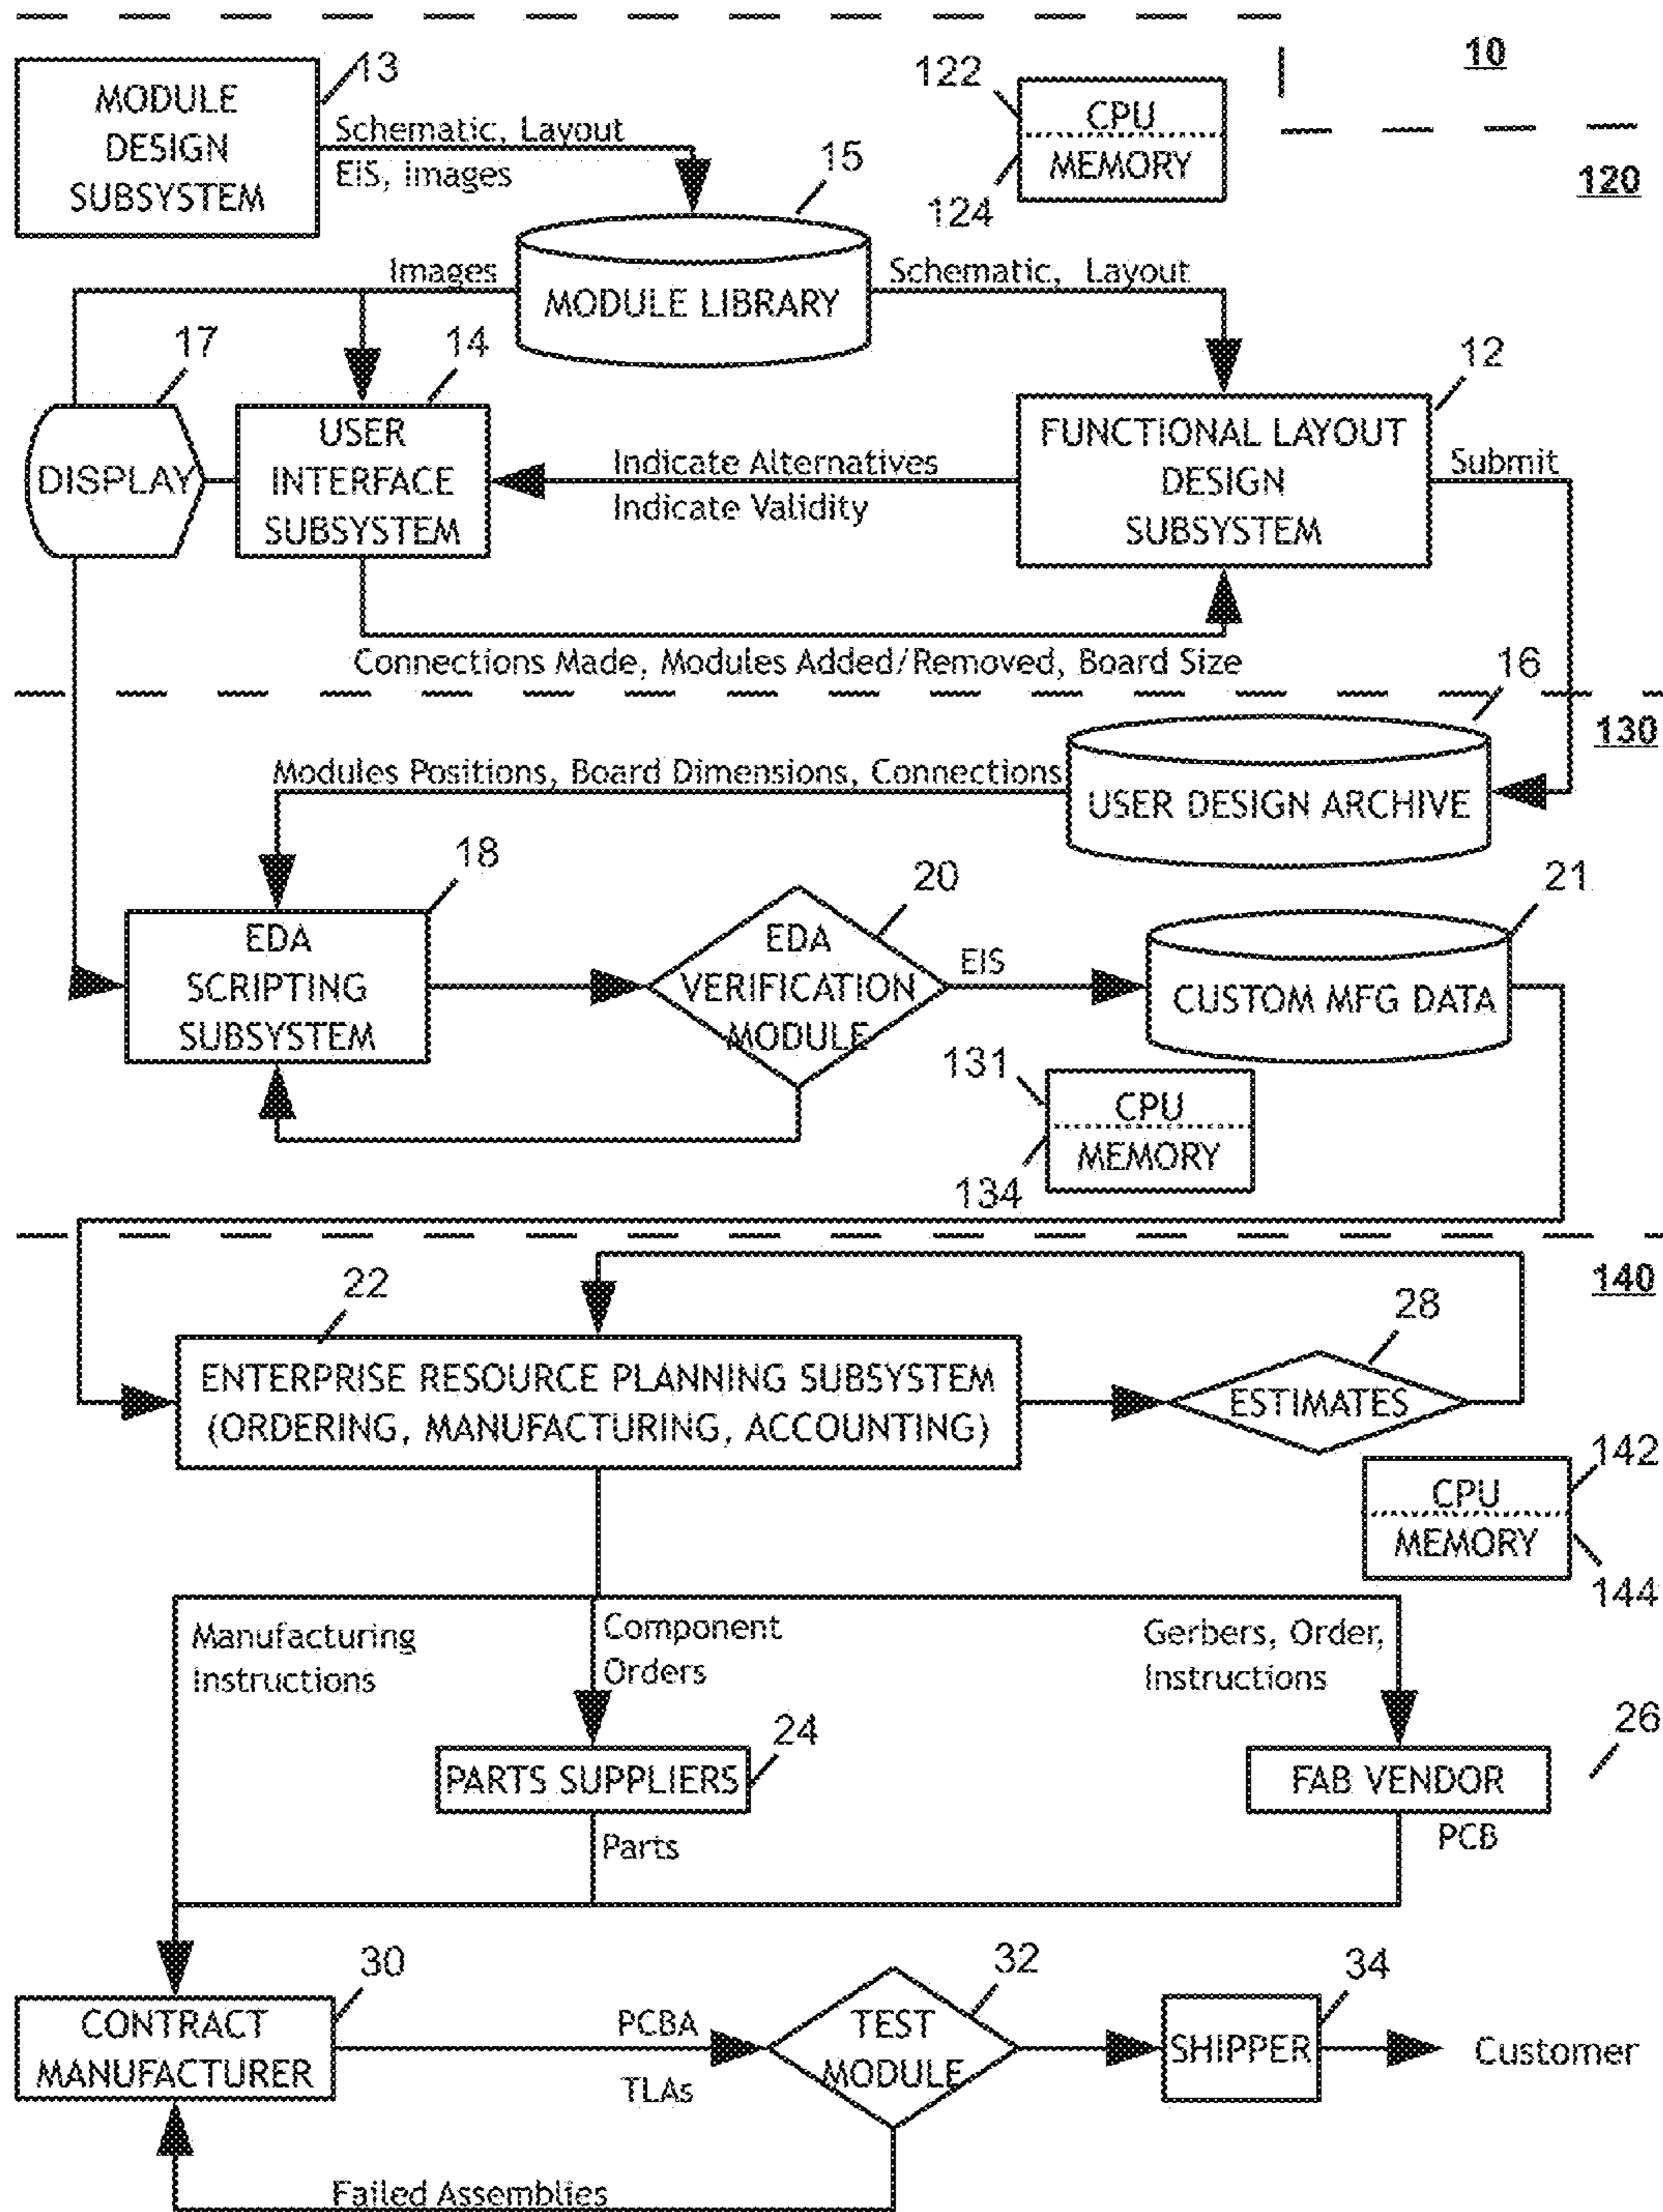 10
13
MODULE
DESIGN
SUBSYSTEM
Schematic, Layout
EIS, Images
122
CPU
MEMORY
124
120
15
MODULE LIBRARY
Images
Schematic, Layout
17
DISPLAY
14
USER
INTERFACE
SUBSYSTEM
Indicate Alternatives
Indicate Validity
12
FUNCTIONAL LAYOUT
DESIGN
SUBSYSTEM
Submit
Connections Made, Modules Added/Removed, Board Size
16
130
Modules Positions, Board Dimensions, Connections
USER DESIGN ARCHIVE
18
EDA
SCRIPTING
SUBSYSTEM
20
EDA
VERIFICATION
MODULE
EIS
21
CUSTOM MFG DATA
131
CPU
MEMORY
134
140
22
ENTERPRISE RESOURCE PLANNING SUBSYSTEM
(ORDERING, MANUFACTURING, ACCOUNTING)
28
ESTIMATES
142
CPU
MEMORY
144
Manufacturing
Instructions
Component
Orders
Gerbers, Order,
Instructions
24
PARTS SUPPLIERS
Parts
26
FAB VENDOR
PCB
30
CONTRACT
MANUFACTURER
PCBA
TLAs
32
TEST
MODULE
34
SHIPPER
Customer
Failed Assemblies